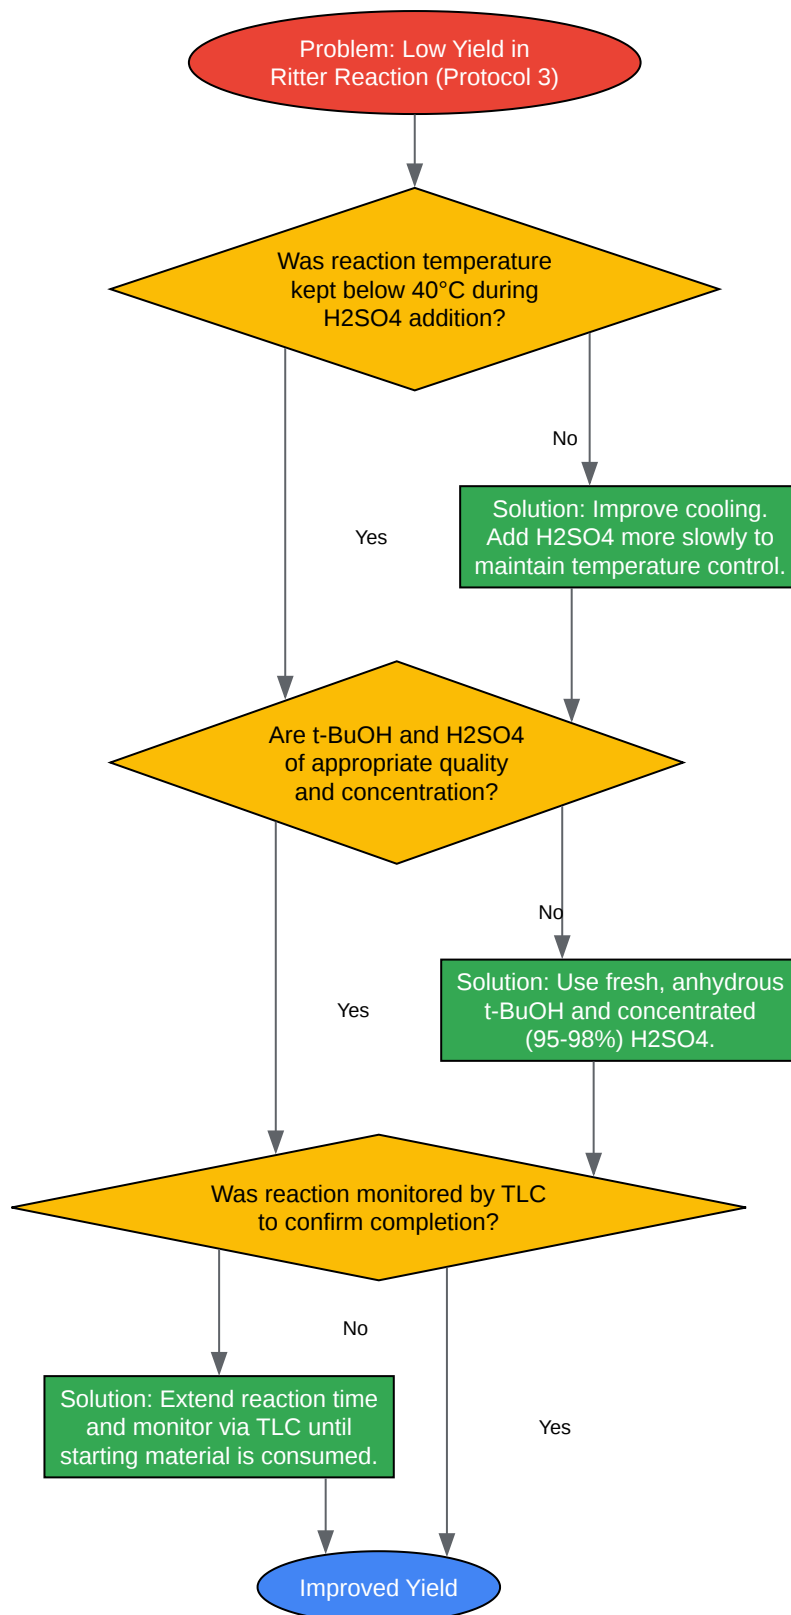 Problem: Low Yield in
Ritter Reaction (Protocol 3)
Was reaction temperature
kept below 40°C during
H2SO4 addition?
No
Solution: Improve cooling.
Add H2SO4 more slowly to
maintain temperature control.
Yes
Are t-BuOH and H2SO4
of appropriate quality
and concentration?
No
Solution: Use fresh, anhydrous
t-BuOH and concentrated
(95-98%) H2SO4.
Yes
Was reaction monitored by TLC
to confirm completion?
No
Solution: Extend reaction time
and monitor via TLC until
starting material is consumed.
Yes
Improved Yield